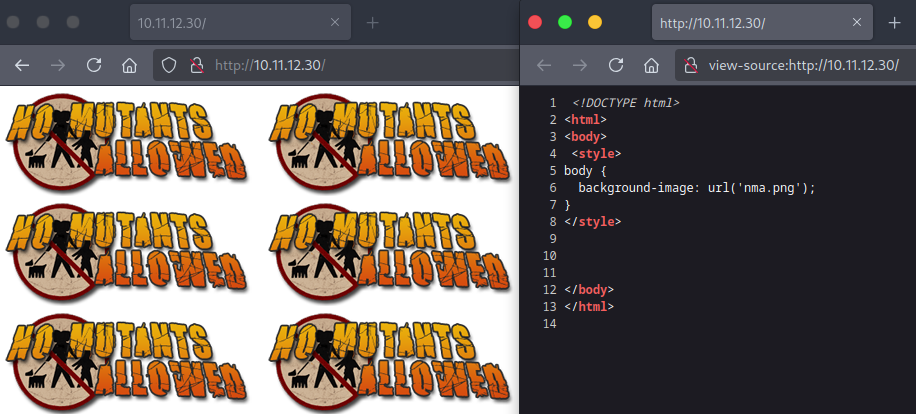 10.11.12.30/
http://10.11.12.30/
NO MUTANTS
ALLOWED
NO MUTANTS
ALLOWED
NO MUTANTS
ALLOWED
NO MUTANTS
ALLOWED
NO MUTANTS
ALLOWED
NO MUTANTS
ALLOWED
http://10.11.12.30/
view-source:http://10.11.12.30/
1 <!DOCTYPE html>
2 <html>
3 <body>
4 <style>
5 body {
6 background-image: url('nma.png');
7 }
8 </style>
9
10
11
12 </body>
13 </html>
14